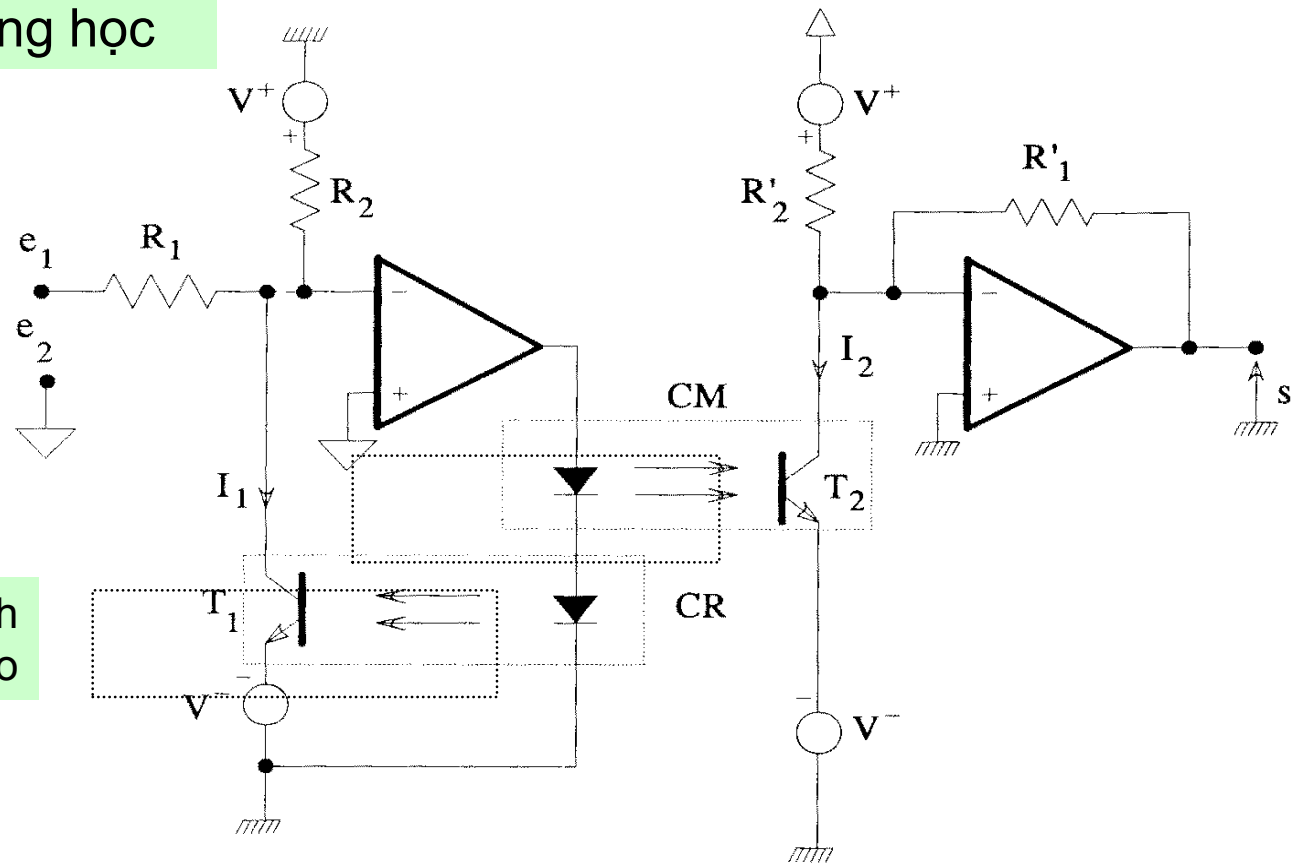 ng học
V⁺
+
R₂
e₁
R₁
e₂
−
+
I₁
T₁
−
V⁻
CM
CR
V⁺
+
R'₂
R'₁
−
+
I₂
T₂
s
−
V⁻
h
o